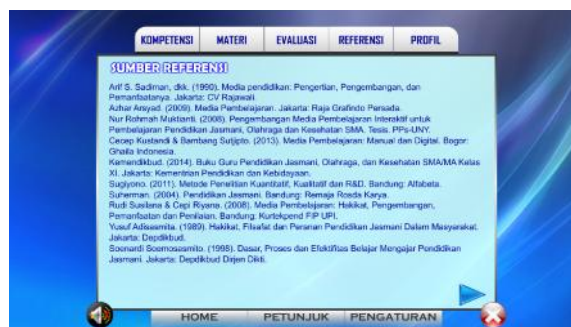 KOMPETENSI MATERI EVALUASI REFERENSI PROFIL
SUMBER REFERENSI
Arif S. Sadiman, dkk. (1990). Media pendidikan: Pengertian, Pengembangan, dan
Pemanfaatanya. Jakarta: CV Rajawali
Azhar Arsyad. (2009). Media Pembelajaran. Jakarta: Raja Grafindo Persada.
Nur Rohmah Muktianti. (2008). Pengembangan Media Pembelajaran Interaktif untuk
Pembelajaran Pendidikan Jasmani, Olahraga dan Kesehatan SMA. Tesis. PPs-UNY.
Cecep Kustandi & Bambang Sutjipto. (2013). Media Pembelajaran: Manual dan Digital. Bogor:
Ghalia Indonesia.
Kemendikbud. (2014). Buku Guru Pendidikan Jasmani, Olahraga, dan Kesehatan SMA/MA Kelas
XI. Jakarta: Kementrian Pendidikan dan Kebidayaan.
Sugiyono. (2011). Metode Penelitian Kuantitatif, Kualitatif dan R&D. Bandung: Alfabeta.
Suherman. (2004). Pendidikan Jasmani. Bandung: Remaja Rosda Karya.
Rudi Susilana & Cepi Riyana. (2008). Media Pembelajaran: Hakikat, Pengembangan,
Pemanfaatan dan Penilaian. Bandung: Kurtekpend FIP UPI.
Yusuf Adisasmita. (1989). Hakikat, Filsafat dan Peranan Pendidikan Jasmani Dalam Masyarakat.
Jakarta: Depdikbud.
Soenardi Soemosasmito. (1998). Dasar, Proses dan Efektifitas Belajar Mengajar Pendidikan
Jasmani. Jakarta: Depdikbud Dirjen Dikti.
HOME PETUNJUK PENGATURAN